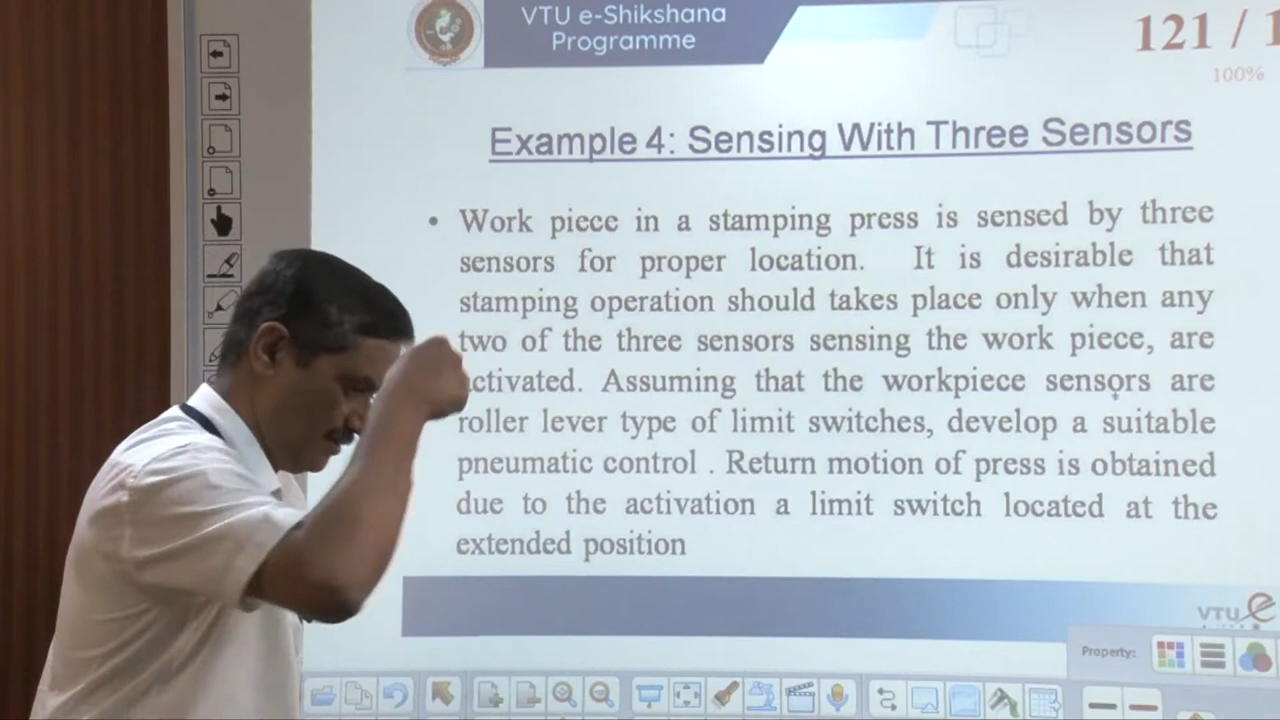 VTU e-Shikshana
Programme
121 / 1
100%
Example 4: Sensing With Three Sensors
• Work piece in a stamping press is sensed by three
sensors for proper location. It is desirable that
stamping operation should takes place only when any
two of the three sensors sensing the work piece, are
ctivated. Assuming that the workpiece sensors are
roller lever type of limit switches, develop a suitable
pneumatic control . Return motion of press is obtained
due to the activation a limit switch located at the
extended position
VTU e
Property: